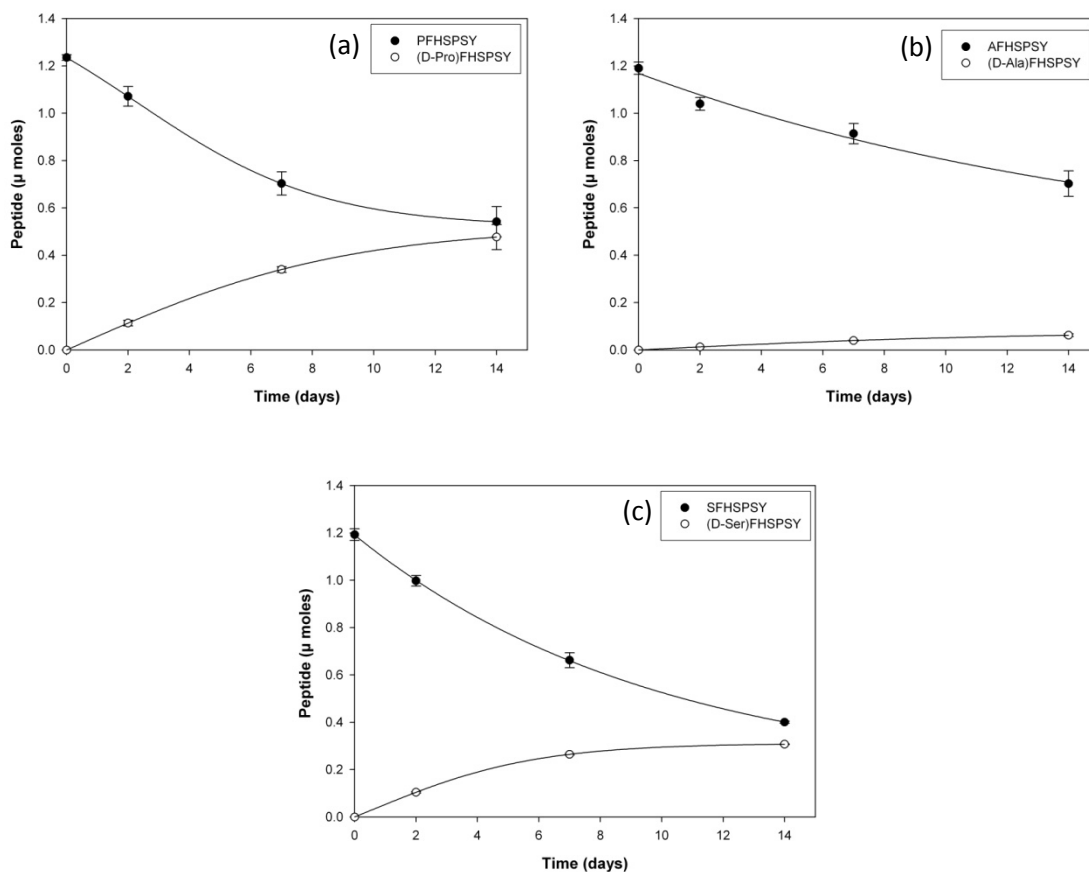 (a)
PFHSPSY
(D-Pro)FHSPSY
Peptide (μ moles)
1.4
1.2
1.0
0.8
0.6
0.4
0.2
0.0
0 2 4 6 8 10 12 14
Time (days)
(b)
AFHSPSY
(D-Ala)FHSPSY
Peptide (μ moles)
1.4
1.2
1.0
0.8
0.6
0.4
0.2
0.0
0 2 4 6 8 10 12 14
Time (days)
(c)
SFHSPSY
(D-Ser)FHSPSY
Peptide (μ moles)
1.4
1.2
1.0
0.8
0.6
0.4
0.2
0.0
0 2 4 6 8 10 12 14
Time (days)